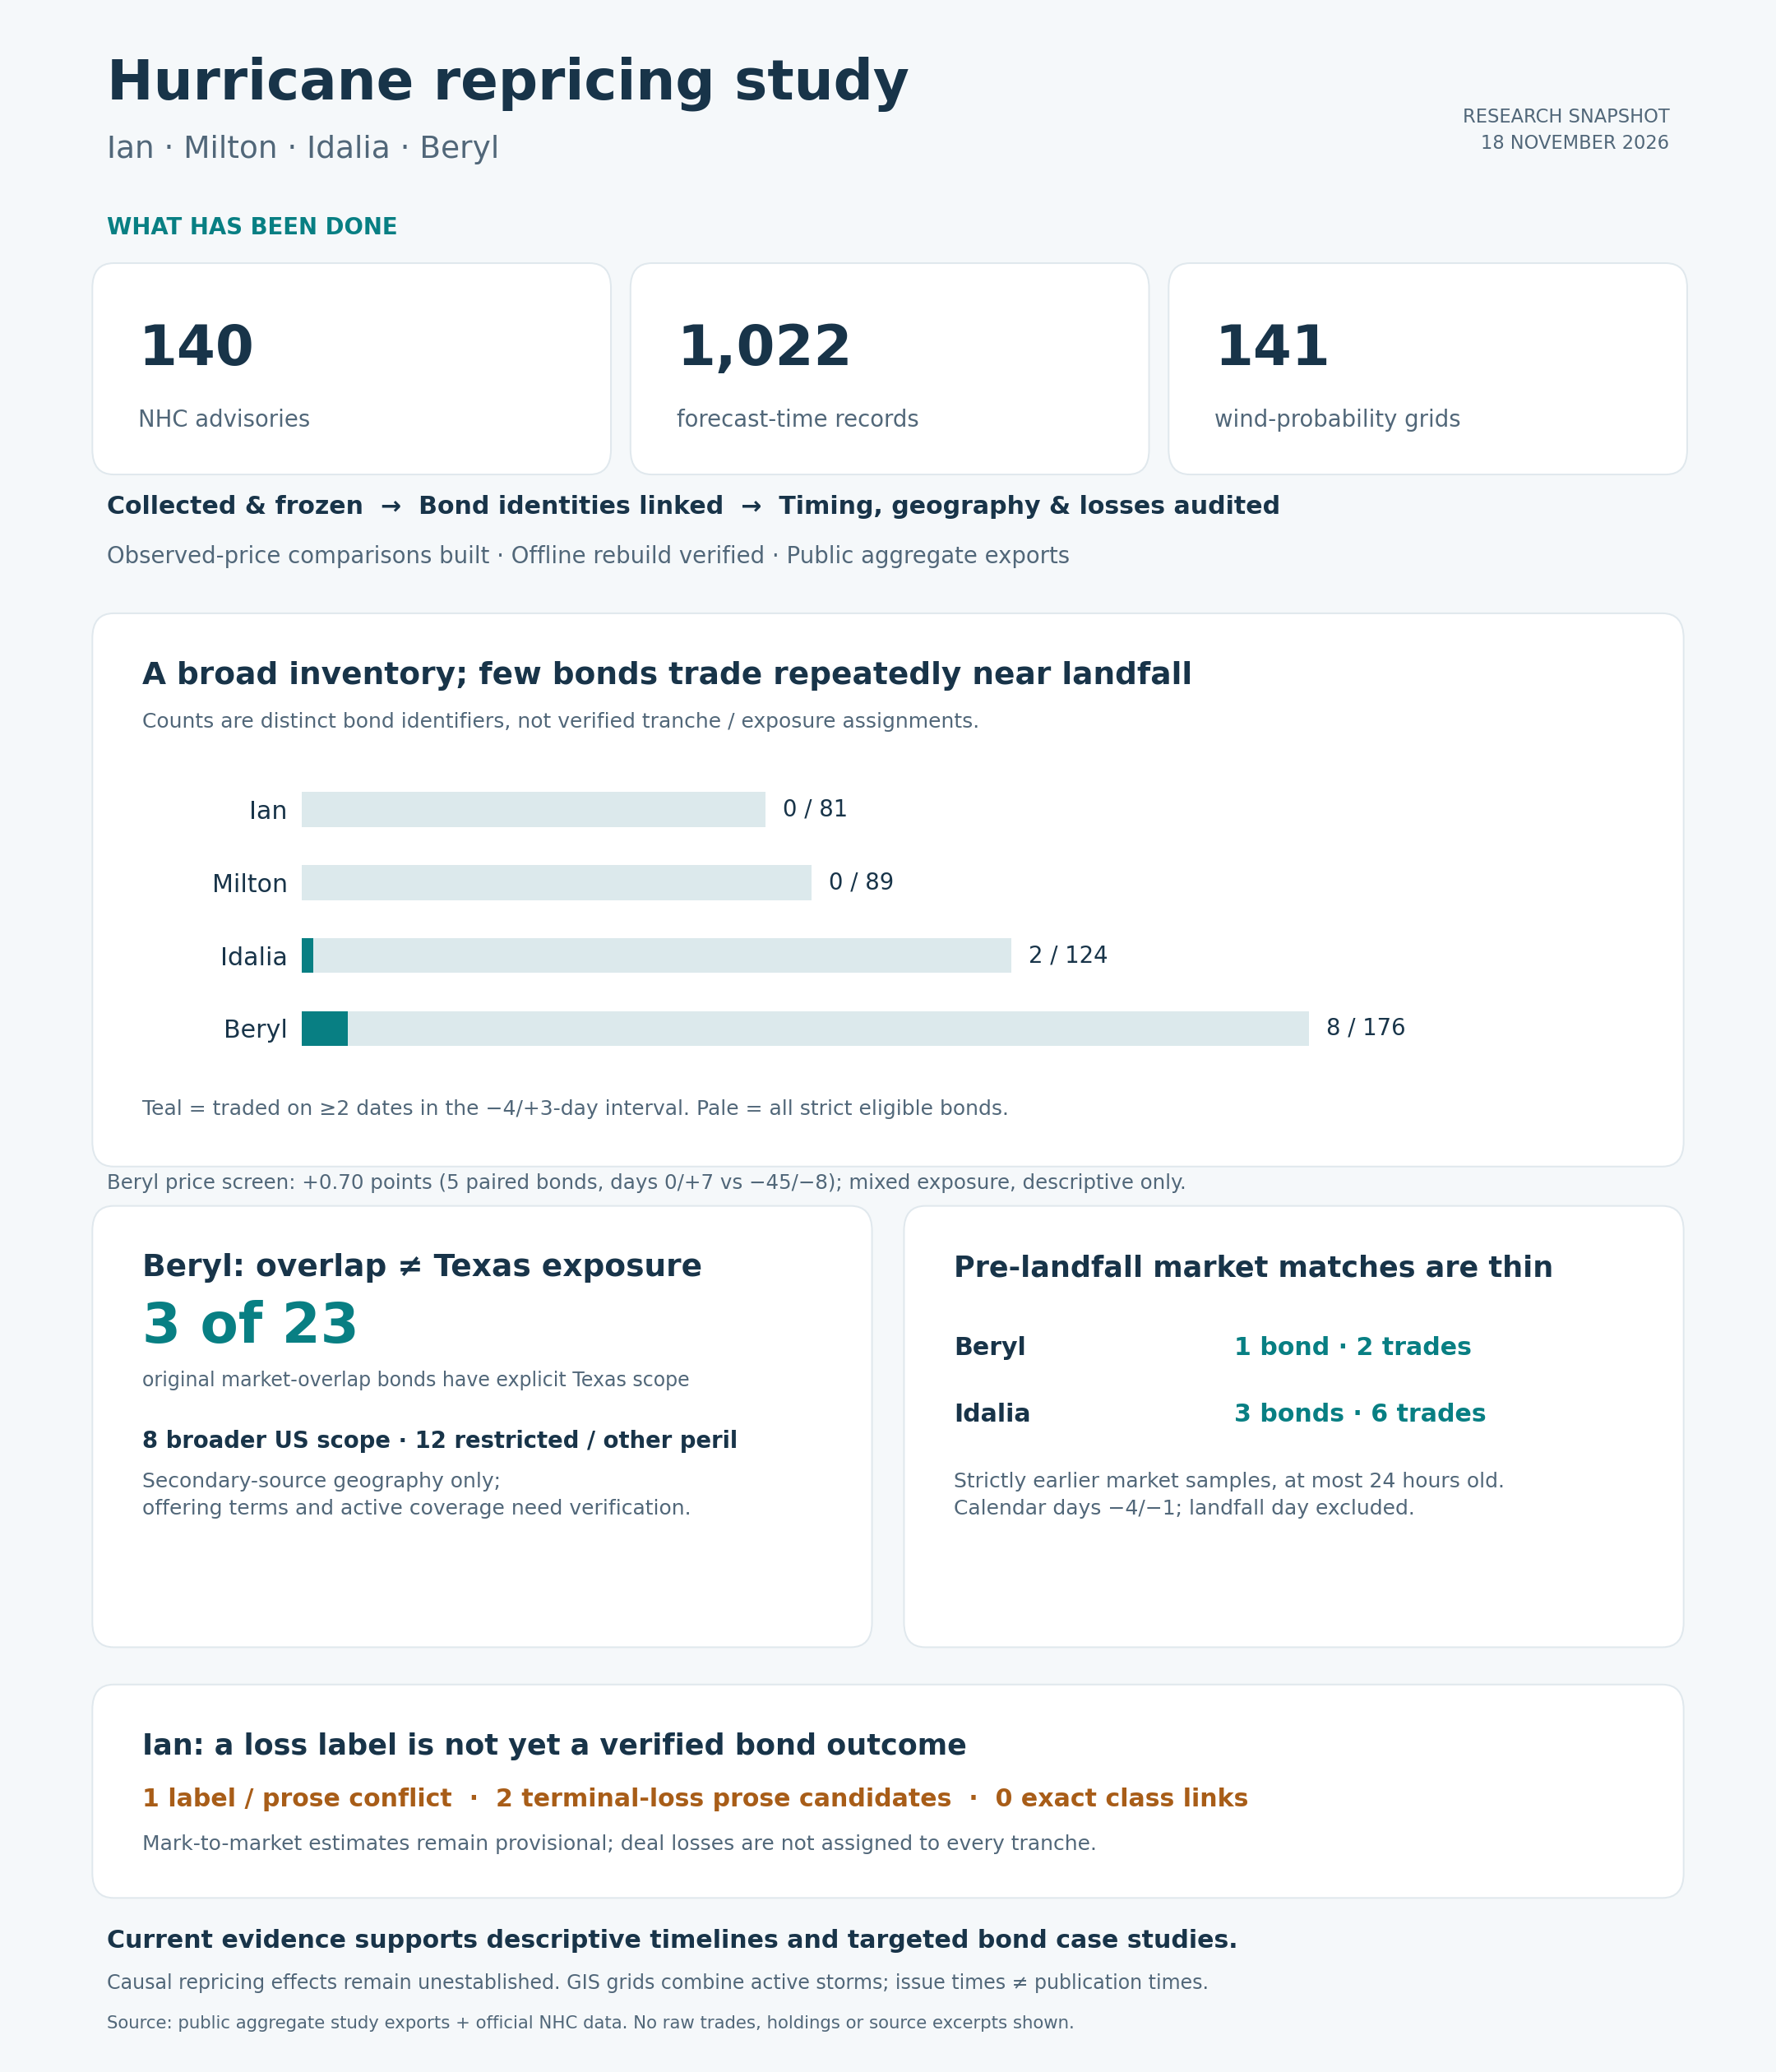 Hurricane repricing study
Ian · Milton · Idalia · Beryl
RESEARCH SNAPSHOT
18 NOVEMBER 2026
WHAT HAS BEEN DONE
140
NHC advisories
1,022
forecast-time records
141
wind-probability grids
Collected & frozen → Bond identities linked → Timing, geography & losses audited
Observed-price comparisons built · Offline rebuild verified · Public aggregate exports
A broad inventory; few bonds trade repeatedly near landfall
Counts are distinct bond identifiers, not verified tranche / exposure assignments.
Ian 0 / 81
Milton 0 / 89
Idalia 2 / 124
Beryl 8 / 176
Teal = traded on ≥2 dates in the −4/+3-day interval. Pale = all strict eligible bonds.
Beryl price screen: +0.70 points (5 paired bonds, days 0/+7 vs −45/−8); mixed exposure, descriptive only.
Beryl: overlap ≠ Texas exposure
3 of 23
original market-overlap bonds have explicit Texas scope
8 broader US scope · 12 restricted / other peril
Secondary-source geography only;
offering terms and active coverage need verification.
Pre-landfall market matches are thin
Beryl 1 bond · 2 trades
Idalia 3 bonds · 6 trades
Strictly earlier market samples, at most 24 hours old.
Calendar days −4/−1; landfall day excluded.
Ian: a loss label is not yet a verified bond outcome
1 label / prose conflict · 2 terminal-loss prose candidates · 0 exact class links
Mark-to-market estimates remain provisional; deal losses are not assigned to every tranche.
Current evidence supports descriptive timelines and targeted bond case studies.
Causal repricing effects remain unestablished. GIS grids combine active storms; issue times ≠ publication times.
Source: public aggregate study exports + official NHC data. No raw trades, holdings or source excerpts shown.